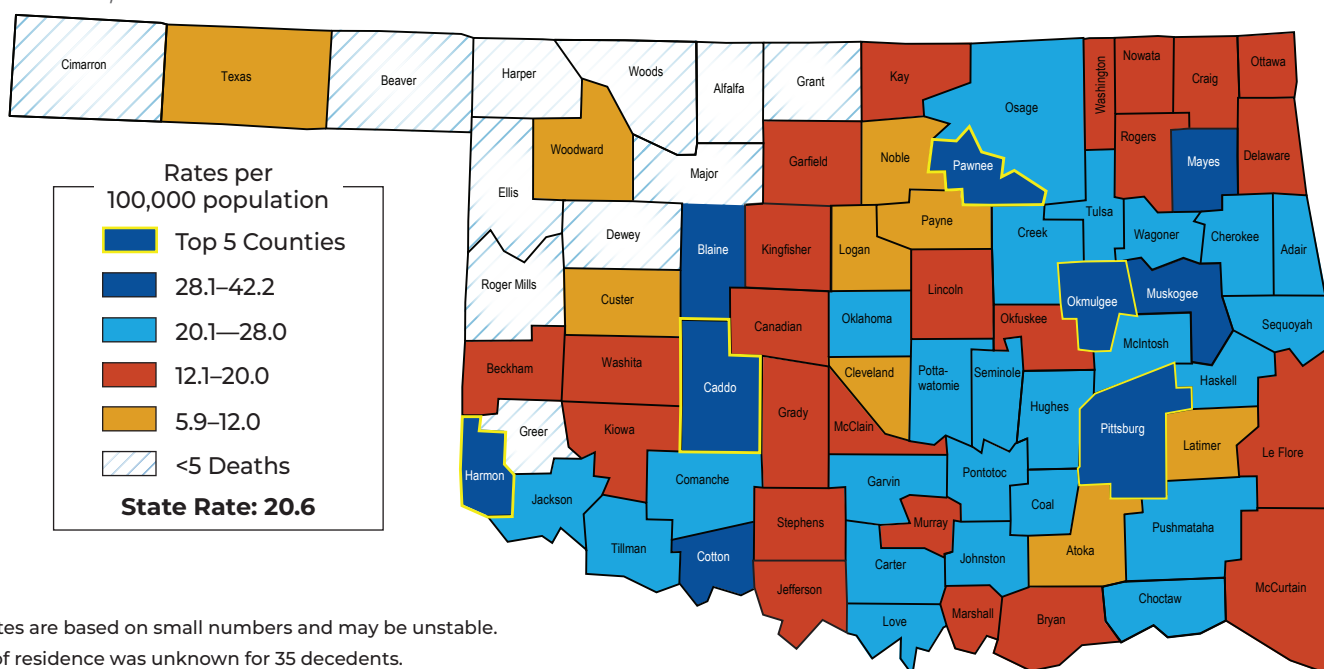 Cimarron
Texas
Beaver
Harper
Woods
Alfalfa
Grant
Kay
Osage
Washington
Nowata
Craig
Ottawa
Ellis
Woodward
Major
Garfield
Noble
Pawnee
Rogers
Mayes
Delaware
Roger Mills
Dewey
Blaine
Kingfisher
Logan
Payne
Creek
Tulsa
Wagoner
Cherokee
Adair
Custer
Canadian
Oklahoma
Lincoln
Okfuskee
Okmulgee
Muskogee
McIntosh
Sequoyah
Beckham
Washita
Caddo
Grady
Cleveland
McClain
Potta-
watomie
Seminole
Hughes
Pittsburg
Haskell
Latimer
Le Flore
Harmon
Greer
Kiowa
Jackson
Comanche
Tillman
Cotton
Stephens
Jefferson
Garvin
Murray
Carter
Love
Pontotoc
Coal
Johnston
Marshall
Atoka
Bryan
Pushmataha
Choctaw
McCurtain
Rates per
100,000 population
Top 5 Counties
28.1–42.2
20.1—28.0
12.1–20.0
5.9–12.0
<5 Deaths
State Rate: 20.6
are based on small numbers and may be unstable.
of residence was unknown for 35 decedents.